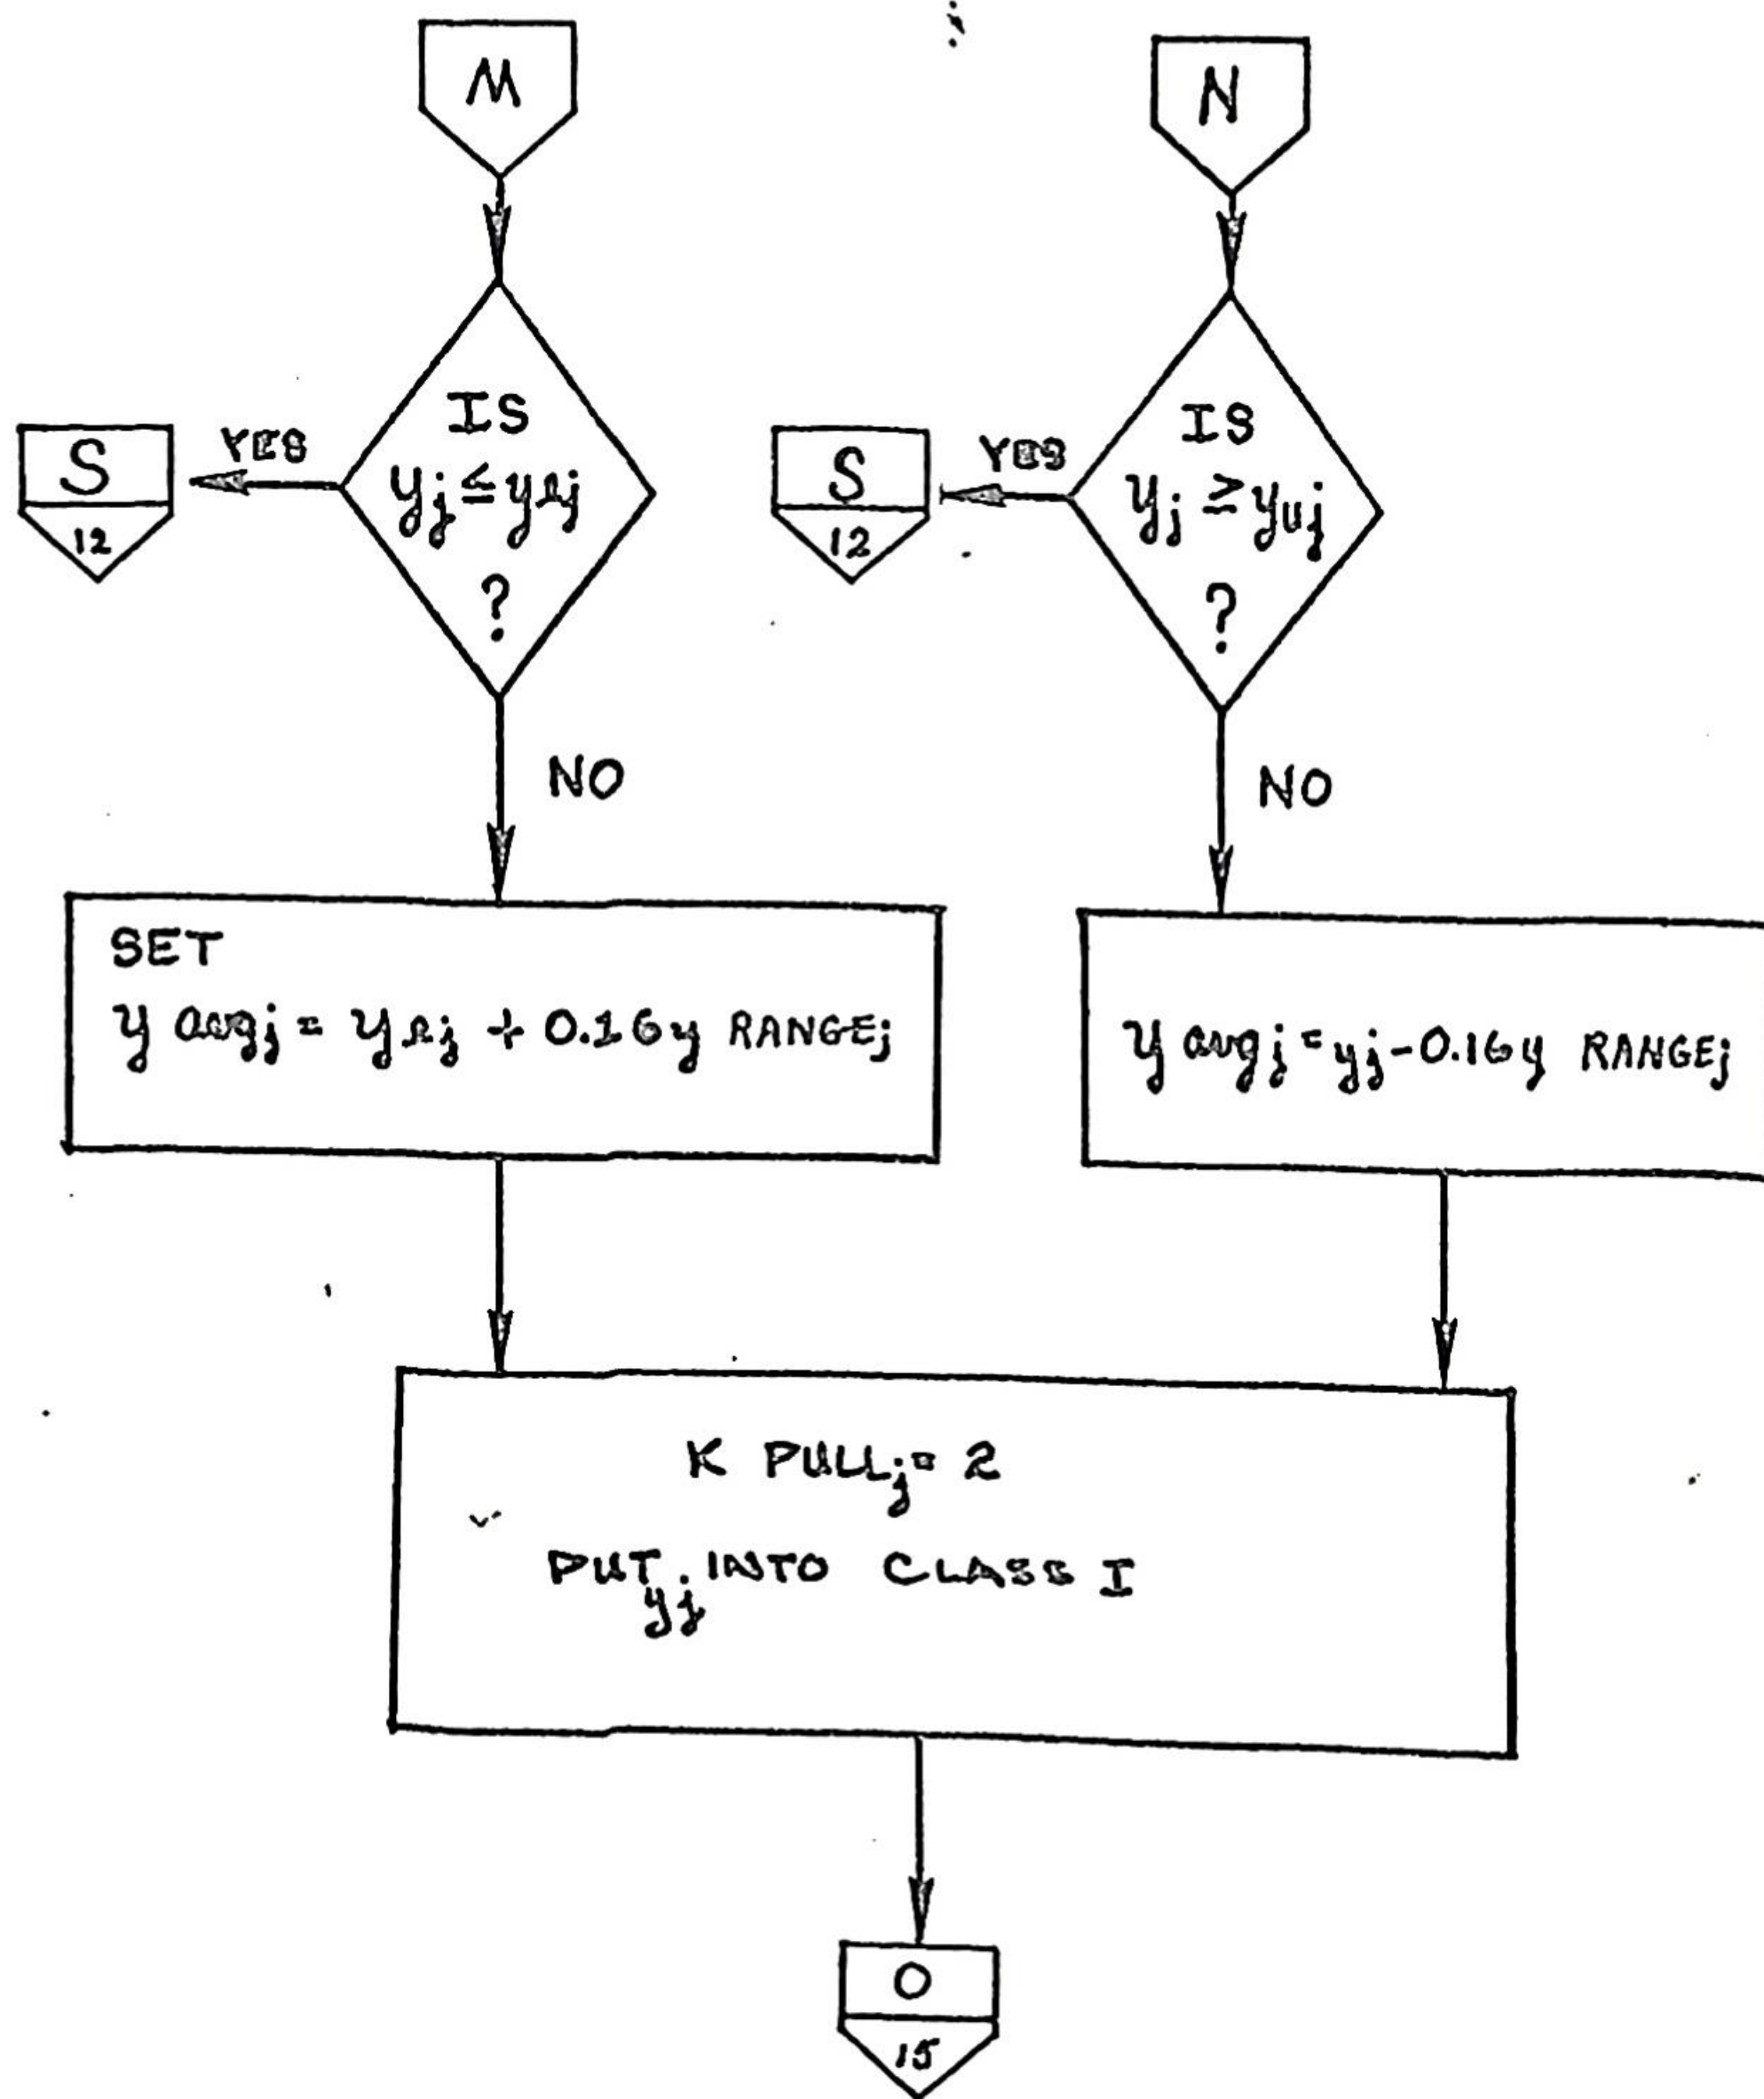 M
IS
yj ≤ yℓj
?
YES
S
12
NO
SET
y avgj = yℓj + 0.16y RANGEj
N
IS
yj ≥ yuj
?
YES
S
12
NO
y avgj = yj - 0.16y RANGEj
K PULLj = 2
PUT yj INTO CLASS I
O
15